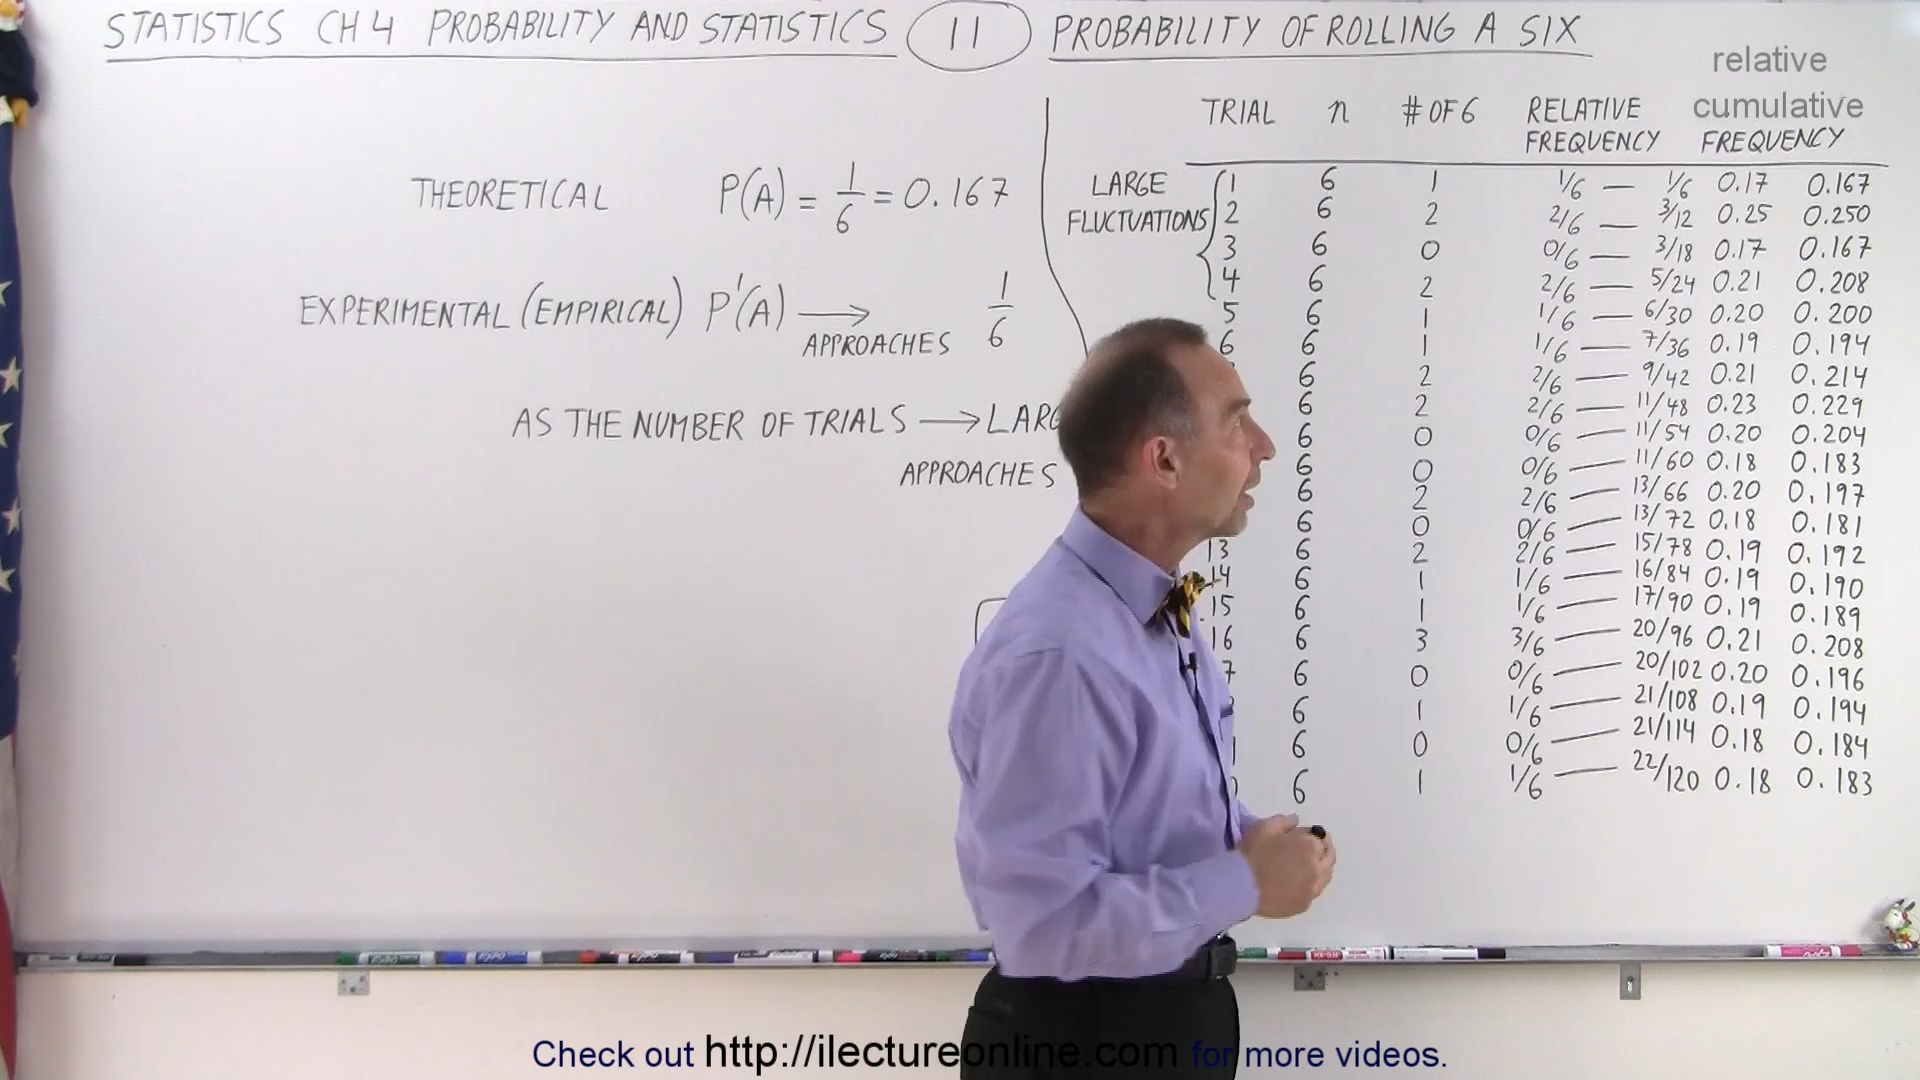 STATISTICS CH 4 PROBABILITY AND STATISTICS 11 PROBABILITY OF ROLLING A SIX
relative
cumulative
TRIAL n # OF 6 RELATIVE FREQUENCY FREQUENCY
THEORETICAL P(A) = 1/6 = 0.167
EXPERIMENTAL (EMPIRICAL) P'(A) → 1/6
APPROACHES
AS THE NUMBER OF TRIALS → LARG
APPROACHES
LARGE
FLUCTUATIONS
1 6 1 1/6 — 1/6 0.17 0.167
2 6 2 2/6 — 3/12 0.25 0.250
3 6 0 0/6 — 3/18 0.17 0.167
4 6 2 2/6 — 5/24 0.21 0.208
5 6 1 1/6 — 6/30 0.20 0.200
6 6 1 1/6 — 7/36 0.19 0.194
6 2 2/6 — 9/42 0.21 0.214
6 2 2/6 — 11/48 0.23 0.229
6 0 0/6 — 11/54 0.20 0.204
6 0 0/6 — 11/60 0.18 0.183
6 2 2/6 — 13/66 0.20 0.197
6 0 0/6 — 13/72 0.18 0.181
13 6 2 2/6 — 15/78 0.19 0.192
14 6 1 1/6 — 16/84 0.19 0.190
15 6 1 1/6 — 17/90 0.19 0.189
16 6 3 3/6 — 20/96 0.21 0.208
7 6 0 0/6 — 20/102 0.20 0.196
6 1 1/6 — 21/108 0.19 0.194
6 0 0/6 — 21/114 0.18 0.184
6 1 1/6 — 22/120 0.18 0.183
Check out http://ilectureonline.com for more videos.